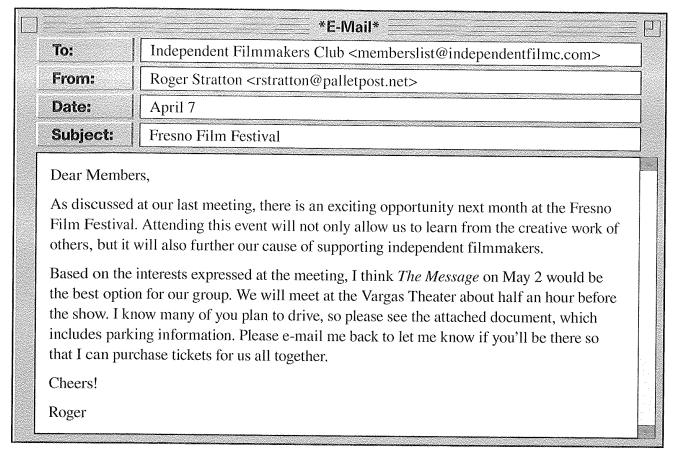 *E-Mail*
To: Independent Filmmakers Club <memberslist@independentfilmc.com>
From: Roger Stratton <rstratton@palletpost.net>
Date: April 7
Subject: Fresno Film Festival
Dear Members,
As discussed at our last meeting, there is an exciting opportunity next month at the Fresno
Film Festival. Attending this event will not only allow us to learn from the creative work of
others, but it will also further our cause of supporting independent filmmakers.
Based on the interests expressed at the meeting, I think The Message on May 2 would be
the best option for our group. We will meet at the Vargas Theater about half an hour before
the show. I know many of you plan to drive, so please see the attached document, which
includes parking information. Please e-mail me back to let me know if you'll be there so
that I can purchase tickets for us all together.
Cheers!
Roger